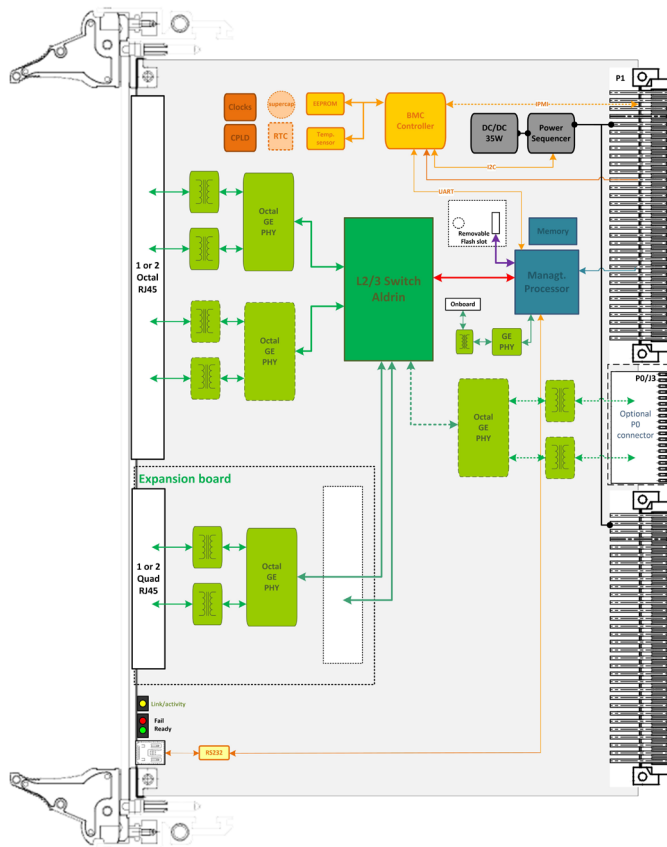 P1
Clocks
supercap
EEPROM
BMC
Controller
IPMI
CPLD
RTC
Temp.
sensor
DC/DC
35W
Power
Sequencer
I2C
UART
Octal
GE
PHY
Removable
Flash slot
Memory
L2/3 Switch
Aldrin
Managt.
Processor
1 or 2
Octal
RJ45
Onboard
GE
PHY
Octal
GE
PHY
P0/J3
Octal
GE
PHY
Optional
P0
connector
Expansion board
1 or 2
Quad
RJ45
Octal
GE
PHY
Link/activity
Fail
Ready
RS232